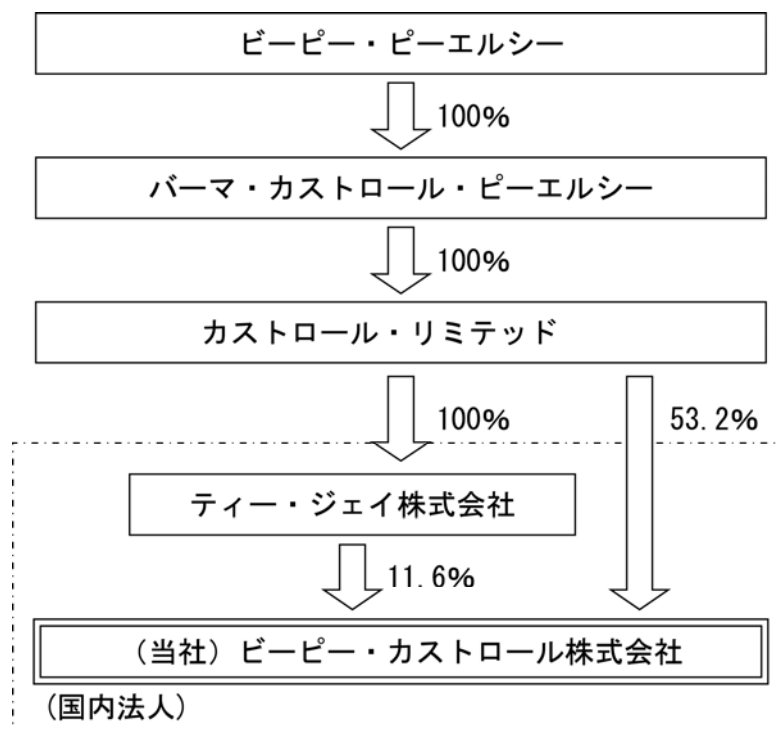 ビーピー・ピーエルシー
100%
バーマ・カストロール・ピーエルシー
100%
カストロール・リミテッド
100%
53.2%
ティー・ジェイ株式会社
11.6%
（当社）ビーピー・カストロール株式会社
（国内法人）